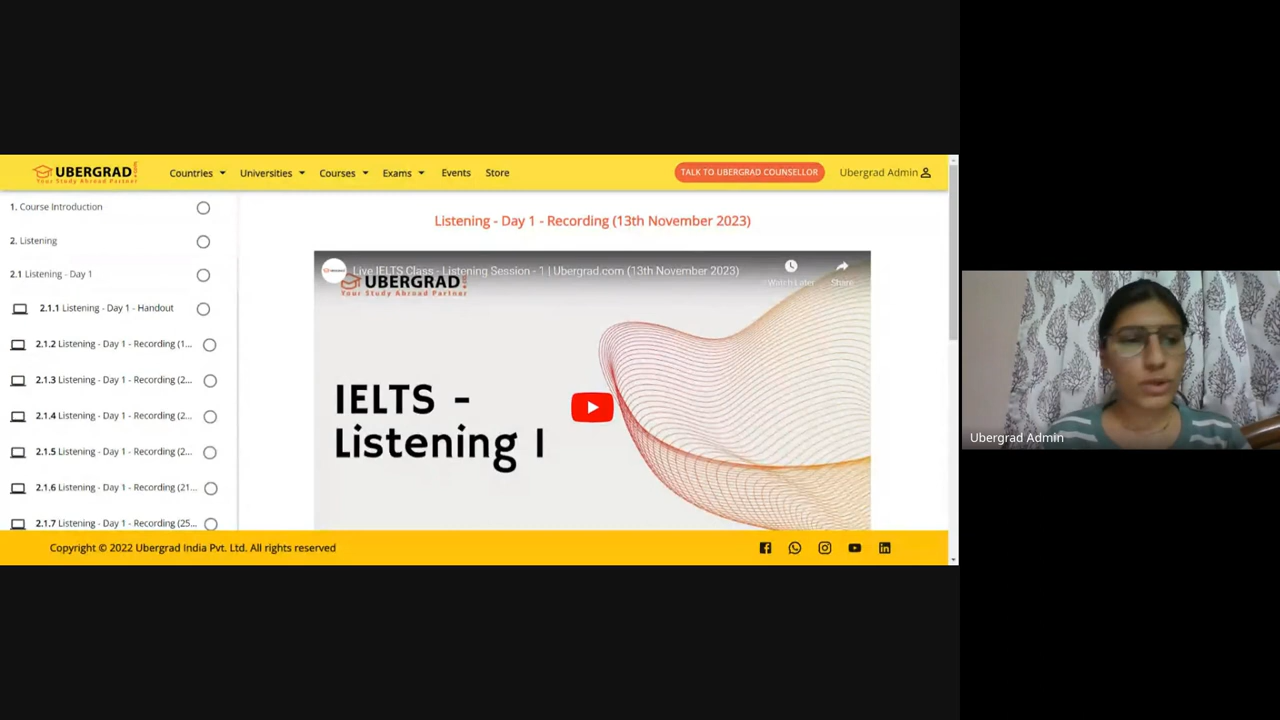 UBERGRAD.com
Your Study Abroad Partner
Countries
Universities
Courses
Exams
Events
Store
TALK TO UBERGRAD COUNSELLOR
Ubergrad Admin
1. Course Introduction
2. Listening
2.1 Listening - Day 1
2.1.1 Listening - Day 1 - Handout
2.1.2 Listening - Day 1 - Recording (1...
2.1.3 Listening - Day 1 - Recording (2...
2.1.4 Listening - Day 1 - Recording (2...
2.1.5 Listening - Day 1 - Recording (2...
2.1.6 Listening - Day 1 - Recording (21...
2.1.7 Listening - Day 1 - Recording (25...
Listening - Day 1 - Recording (13th November 2023)
Live IELTS Class - Listening Session - 1 | Ubergrad.com (13th November 2023)
Watch Later
Share
UBERGRAD.com
Your Study Abroad Partner
IELTS -
Listening I
Copyright © 2022 Ubergrad India Pvt. Ltd. All rights reserved
Ubergrad Admin